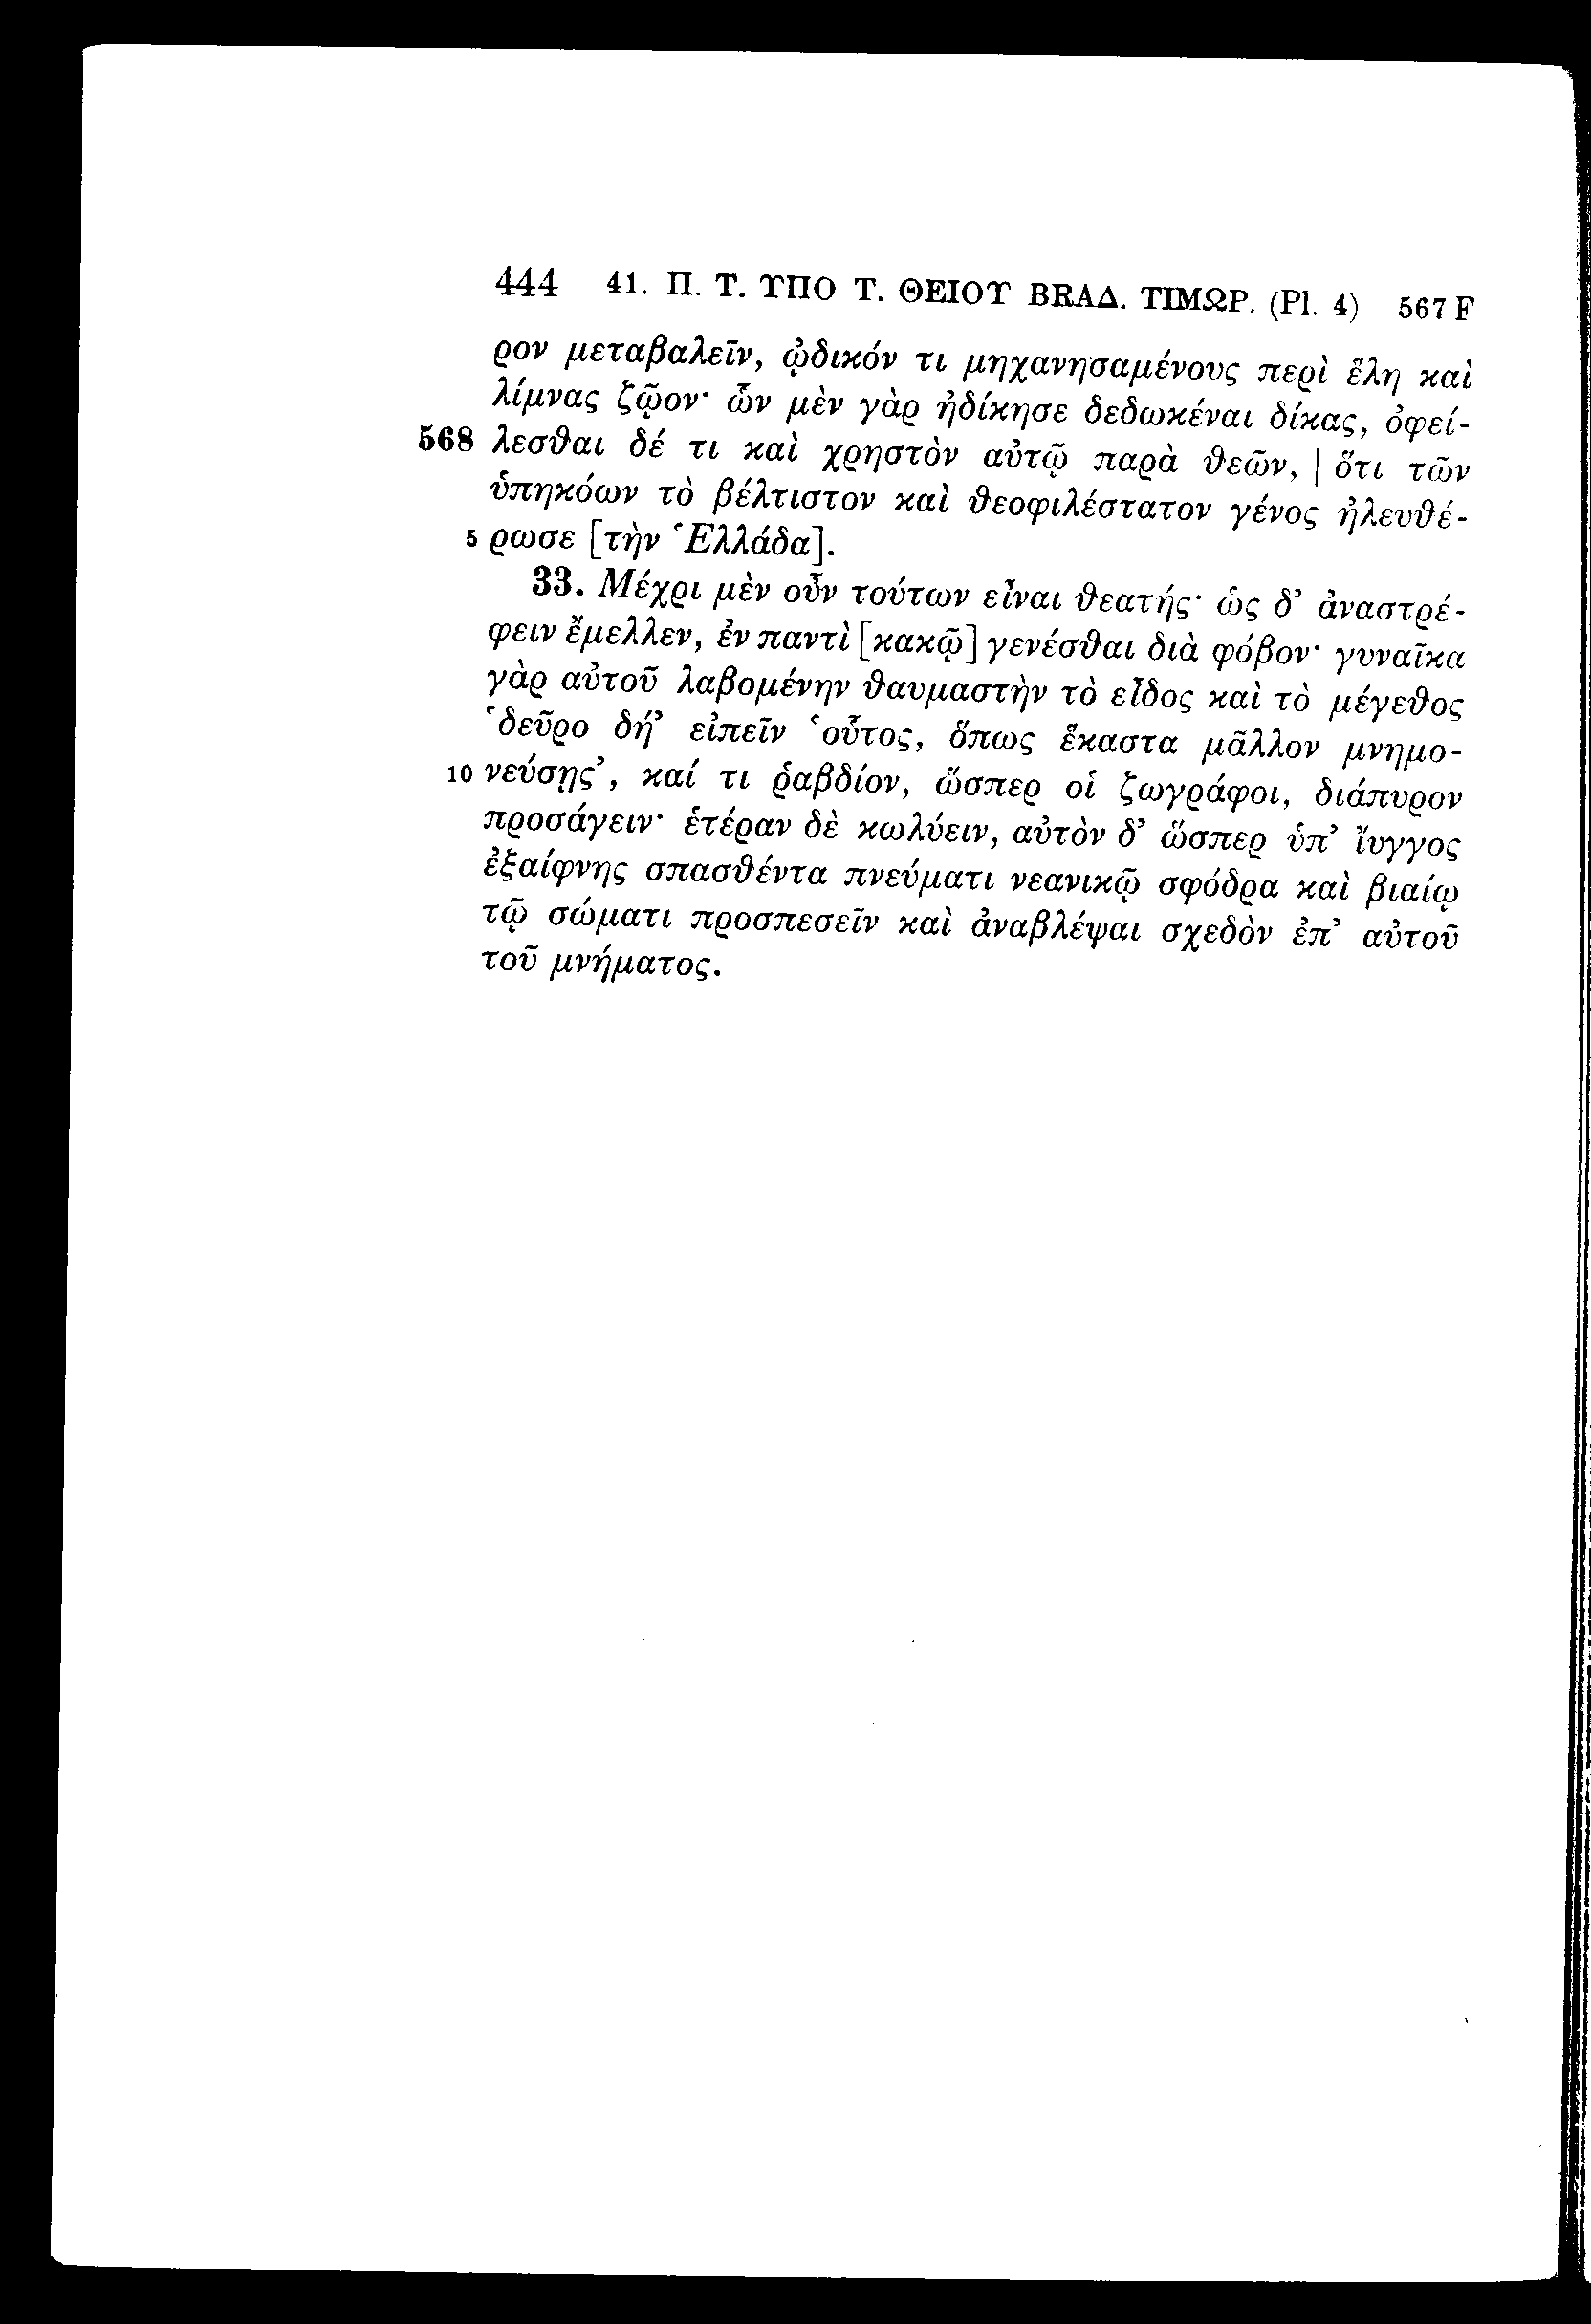 444 41. Π. Τ. ΥΠΟ Τ. ΘΕΙΟΥ ΒRΑΔ. ΤΙΜΩΡ. (Pl. 4) 567 F
ρον μεταβαλεῖν, ᾠδικόν τι μηχανησαμένους περὶ ἕλη καὶ
λίμνας ζῷον· ὧν μὲν γὰρ ἠδίκησε δεδωκέναι δίκας, ὀφεί-
568 λεσθαι δέ τι καὶ χρηστὸν αὐτῷ παρὰ θεῶν, | ὅτι τῶν
ὑπηκόων τὸ βέλτιστον καὶ θεοφιλέστατον γένος ἠλευθέ-
5 ρωσε [τὴν Ἑλλάδα].
33. Μέχρι μὲν οὖν τούτων εἶναι θεατής· ὡς δ’ ἀναστρέ-
φειν ἔμελλεν, ἐν παντὶ [κακῷ] γενέσθαι διὰ φόβον· γυναῖκα
γὰρ αὐτοῦ λαβομένην θαυμαστὴν τὸ εἶδος καὶ τὸ μέγεθος
‘δεῦρο δή’ εἰπεῖν ‘οὗτος, ὅπως ἕκαστα μᾶλλον μνημο-
10 νεύσῃς’, καί τι ῥαβδίον, ὥσπερ οἱ ζωγράφοι, διάπυρον
προσάγειν· ἑτέραν δὲ κωλύειν, αὐτὸν δ’ ὥσπερ ὑπ’ ἴυγγος
ἐξαίφνης σπασθέντα πνεύματι νεανικῷ σφόδρα καὶ βιαίῳ
τῷ σώματι προσπεσεῖν καὶ ἀναβλέψαι σχεδὸν ἐπ’ αὐτοῦ
τοῦ μνήματος.